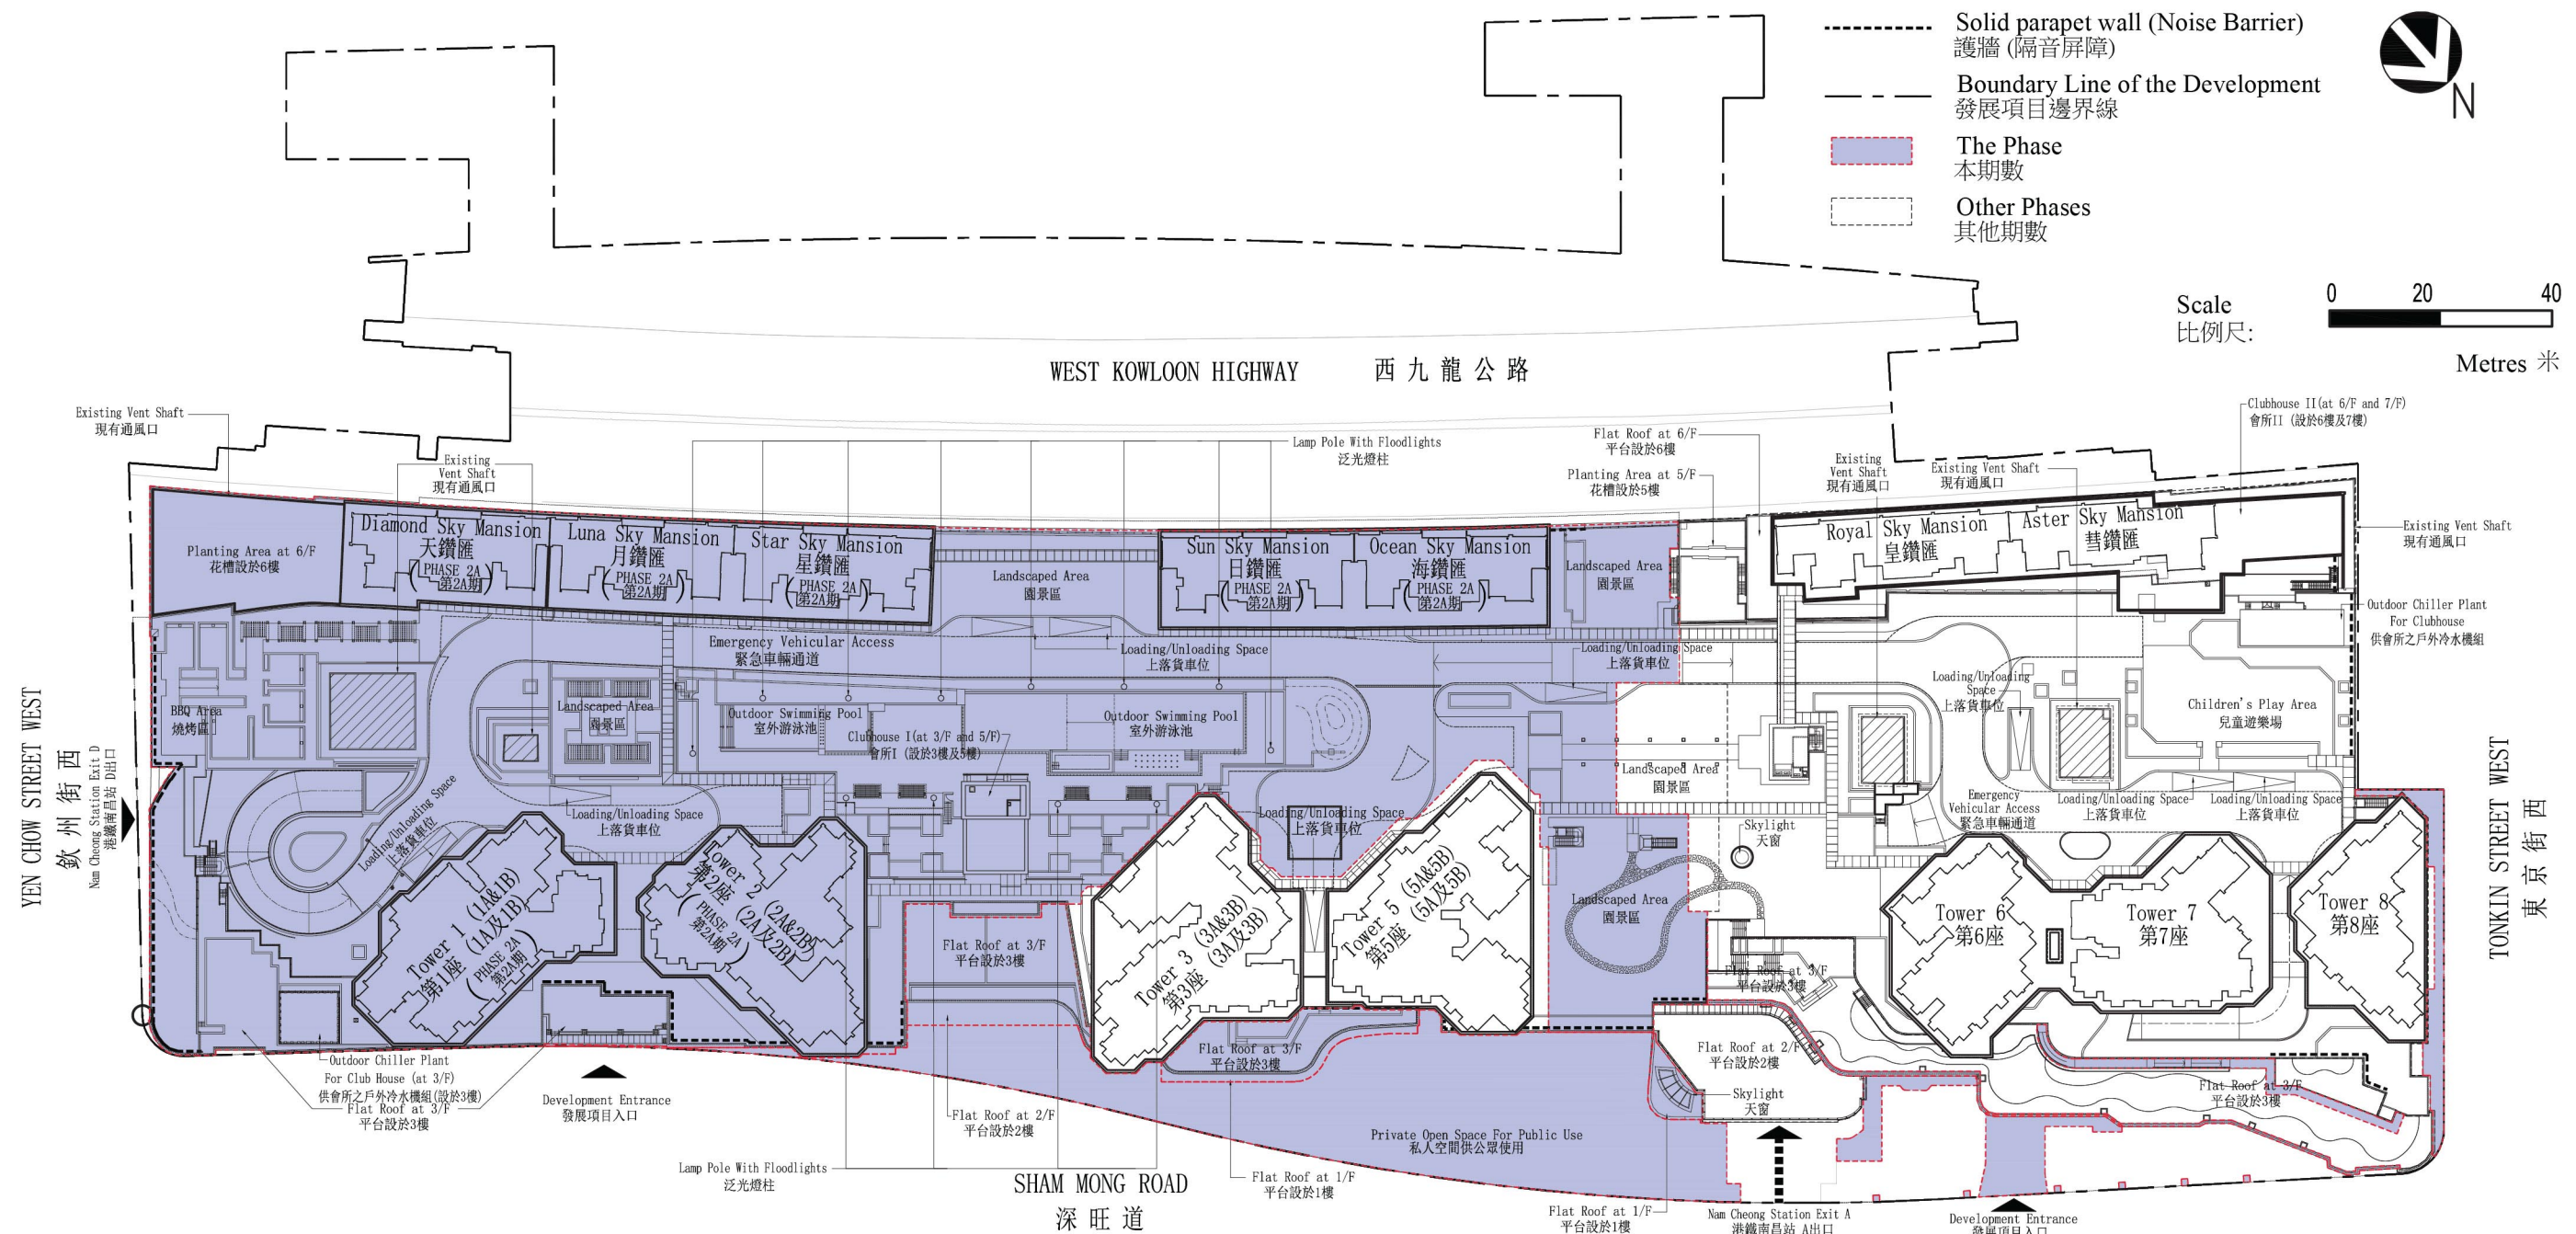 Solid parapet wall (Noise Barrier)
護牆 (隔音屏障)
Boundary Line of the Development
發展項目邊界線
The Phase
本期數
Other Phases
其他期數
N
Scale
比例尺:
0 20 40
Metres 米
WEST KOWLOON HIGHWAY 西九龍公路
Existing Vent Shaft
現有通風口
Existing
Vent Shaft
現有通風口
Lamp Pole With Floodlights
泛光燈柱
Flat Roof at 6/F
平台設於6樓
Planting Area at 5/F
花槽設於5樓
Existing
Vent Shaft
現有通風口
Existing Vent Shaft
現有通風口
Clubhouse II(at 6/F and 7/F)
會所II (設於6樓及7樓)
Existing Vent Shaft
現有通風口
Planting Area at 6/F
花槽設於6樓
Diamond Sky Mansion
天鑽匯
(PHASE 2A
第2A期)
Luna Sky Mansion
月鑽匯
(PHASE 2A
第2A期)
Star Sky Mansion
星鑽匯
(PHASE 2A
第2A期)
Landscaped Area
園景區
Sun Sky Mansion
日鑽匯
(PHASE 2A
第2A期)
Ocean Sky Mansion
海鑽匯
(PHASE 2A
第2A期)
Landscaped Area
園景區
Royal Sky Mansion
皇鑽匯
Aster Sky Mansion
彗鑽匯
Outdoor Chiller Plant
For Clubhouse
供會所之戶外冷水機組
Emergency Vehicular Access
緊急車輛通道
Loading/Unloading Space
上落貨車位
Loading/Unloading Space
上落貨車位
Loading/Unloading
Space
上落貨車位
Children's Play Area
兒童遊樂場
BBQ Area
燒烤區
Landscaped Area
園景區
Outdoor Swimming Pool
室外游泳池
Clubhouse I(at 3/F and 5/F)
會所I (設於3樓及5樓)
Outdoor Swimming Pool
室外游泳池
Landscaped Area
園景區
YEN CHOW STREET WEST
欽州街西
Nam Cheong Station Exit D
港鐵南昌站 D出口
TONKIN STREET WEST
東京街西
Loading/Unloading Space
上落貨車位
Loading/Unloading Space
上落貨車位
Loading/Unloading Space
上落貨車位
Skylight
天窗
Emergency
Vehicular Access
緊急車輛通道
Loading/Unloading Space
上落貨車位
Loading/Unloading Space
上落貨車位
Tower 1 (1A&1B)
第1座 (1A及1B)
(PHASE 2A
第2A期)
Tower 2 (2A&2B)
第2座 (2A及2B)
(PHASE 2A
第2A期)
Flat Roof at 3/F
平台設於3樓
Tower 3 (3A&3B)
第3座 (3A及3B)
Tower 5 (5A&5B)
第5座 (5A及5B)
Landscaped Area
園景區
Tower 6
第6座
Tower 7
第7座
Tower 8
第8座
Flat Roof at 3/F
平台設於3樓
Outdoor Chiller Plant
For Club House (at 3/F)
供會所之戶外冷水機組(設於3樓)
Flat Roof at 3/F
平台設於3樓
Development Entrance
發展項目入口
Flat Roof at 3/F
平台設於3樓
Flat Roof at 2/F
平台設於2樓
Flat Roof at 2/F
平台設於2樓
Skylight
天窗
Flat Roof at 3/F
平台設於3樓
Private Open Space For Public Use
私人空間供公眾使用
Lamp Pole With Floodlights
泛光燈柱
SHAM MONG ROAD
深旺道
Flat Roof at 1/F
平台設於1樓
Flat Roof at 1/F
平台設於1樓
Nam Cheong Station Exit A
港鐵南昌站 A出口
Development Entrance
發展項目入口